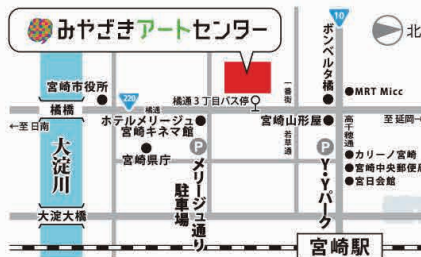 みやざきアートセンター
10
北
ボンベルタ橘
一番街
MRT Micc
宮崎市役所
220
橘通
橘通3丁目バス停
橘橋
←至日南
ホテルメリージュ
宮崎キネマ館
宮崎山形屋
高千穂通
至延岡→
若草通
P
P
カリーノ宮崎
宮崎中央郵便局
宮日会館
宮崎県庁
大淀川
メリージュ通り
駐車場
Y・Yパーク
大淀大橋
宮崎駅